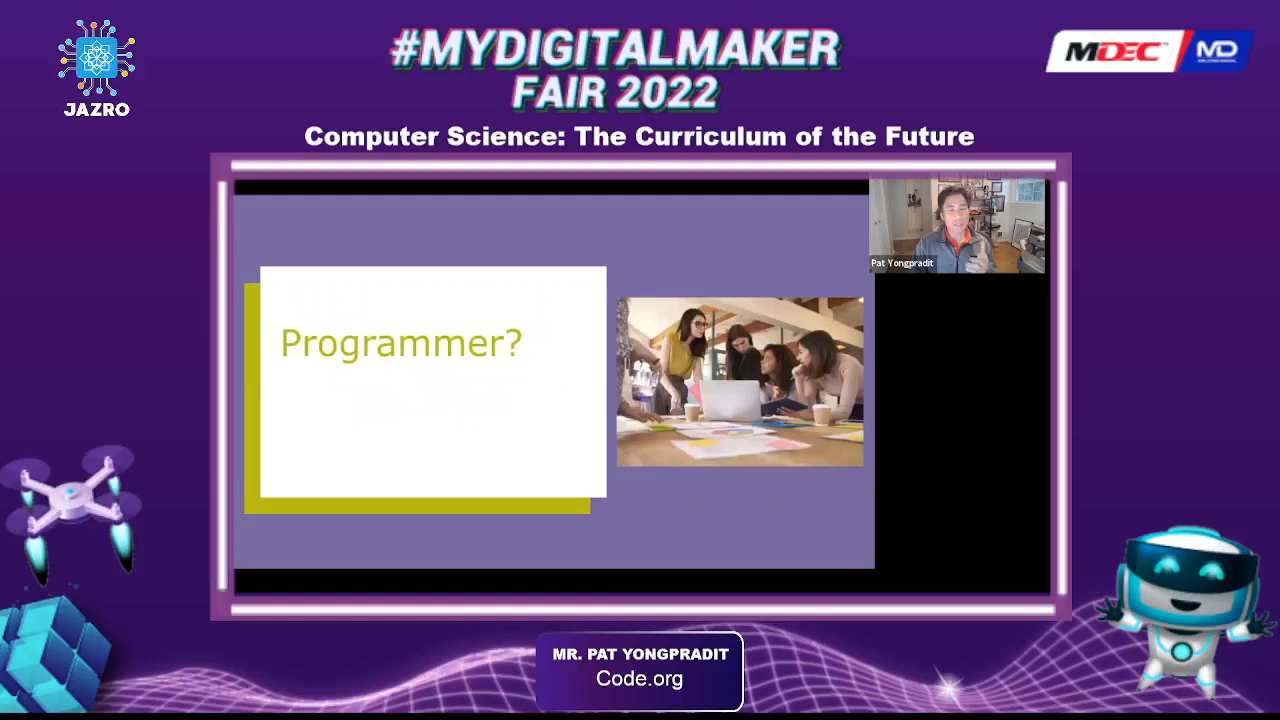 JAZRO
#MYDIGITALMAKER
FAIR 2022
MDEC
MD
Computer Science: The Curriculum of the Future
Pat Yongpradit
Programmer?
MR. PAT YONGPRADIT
Code.org